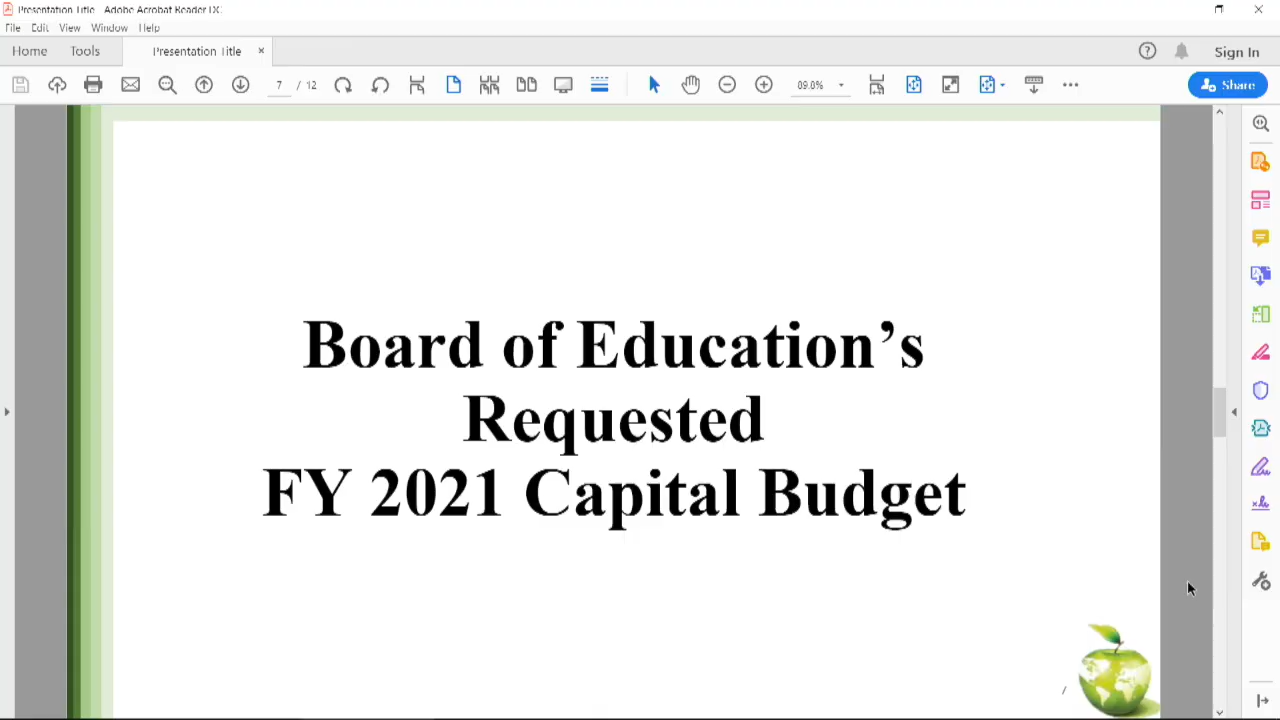 Presentation Title - Adobe Acrobat Reader DC
File Edit View Window Help
Home Tools Presentation Title × Sign In
7 / 12 89.8% Share
Board of Education’s
Requested
FY 2021 Capital Budget